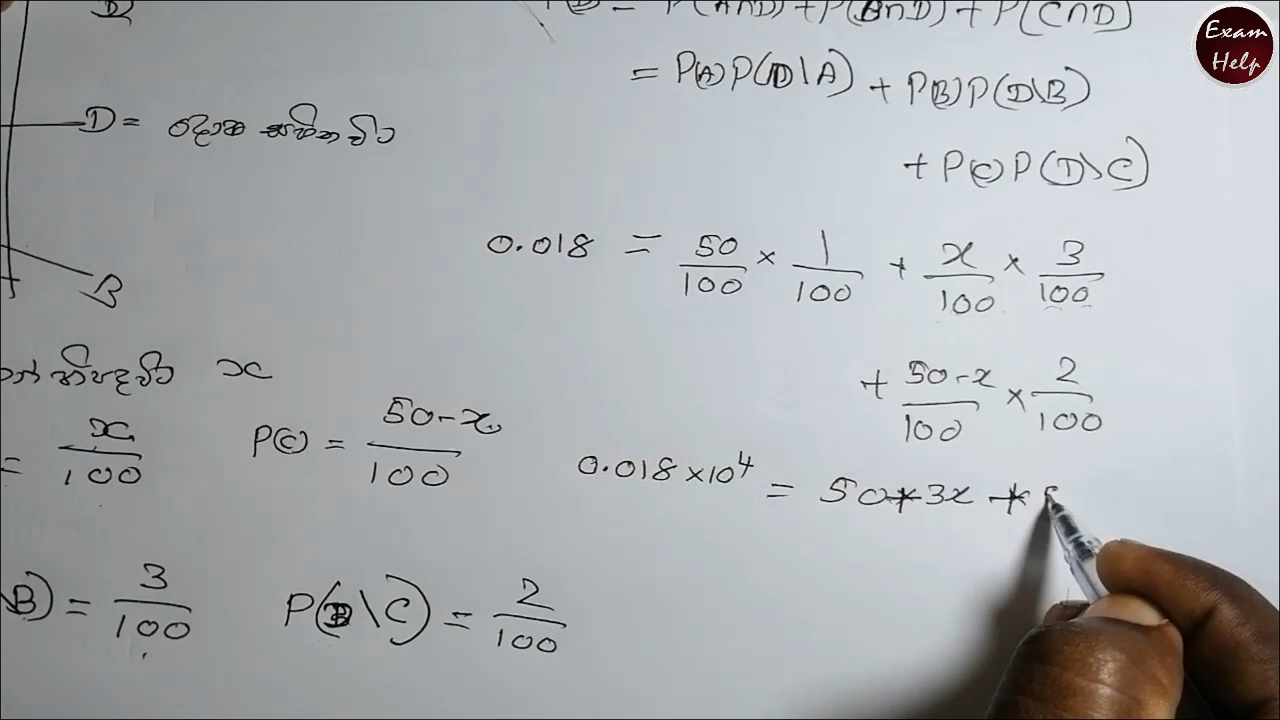 P(D) = P(A∩D) + P(B∩D) + P(C∩D)
= P(A) P(D\A) + P(B) P(D\B)
+ P(C) P(D\C)
D = දොෂ සහිත වීම
0.018 = 50/100 × 1/100 + x/100 × 3/100
+ 50-x/100 × 2/100
B
x
= x/100 P(C) = 50-x/100
0.018 × 10⁴ = 50 + 3x +
B) = 3/100 P(D\C) = 2/100
Exam
Help